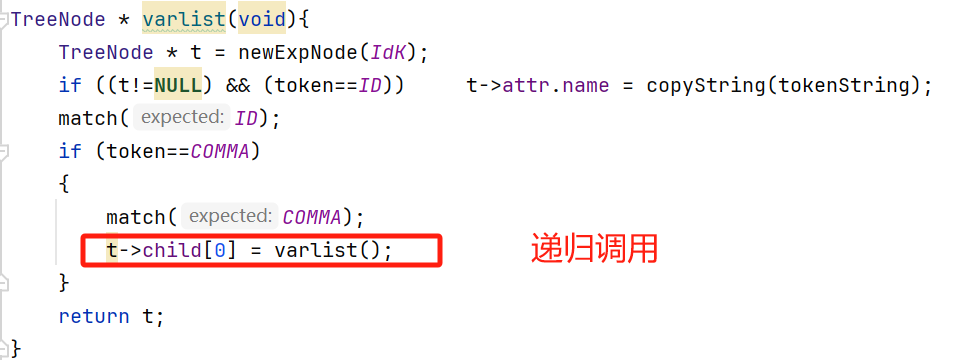 TreeNode * varlist(void){
TreeNode * t = newExpNode(IdK);
if ((t!=NULL) && (token==ID)) t->attr.name = copyString(tokenString);
match( expected: ID);
if (token==COMMA)
{
match( expected: COMMA);
t->child[0] = varlist(); 递归调用
}
return t;
}